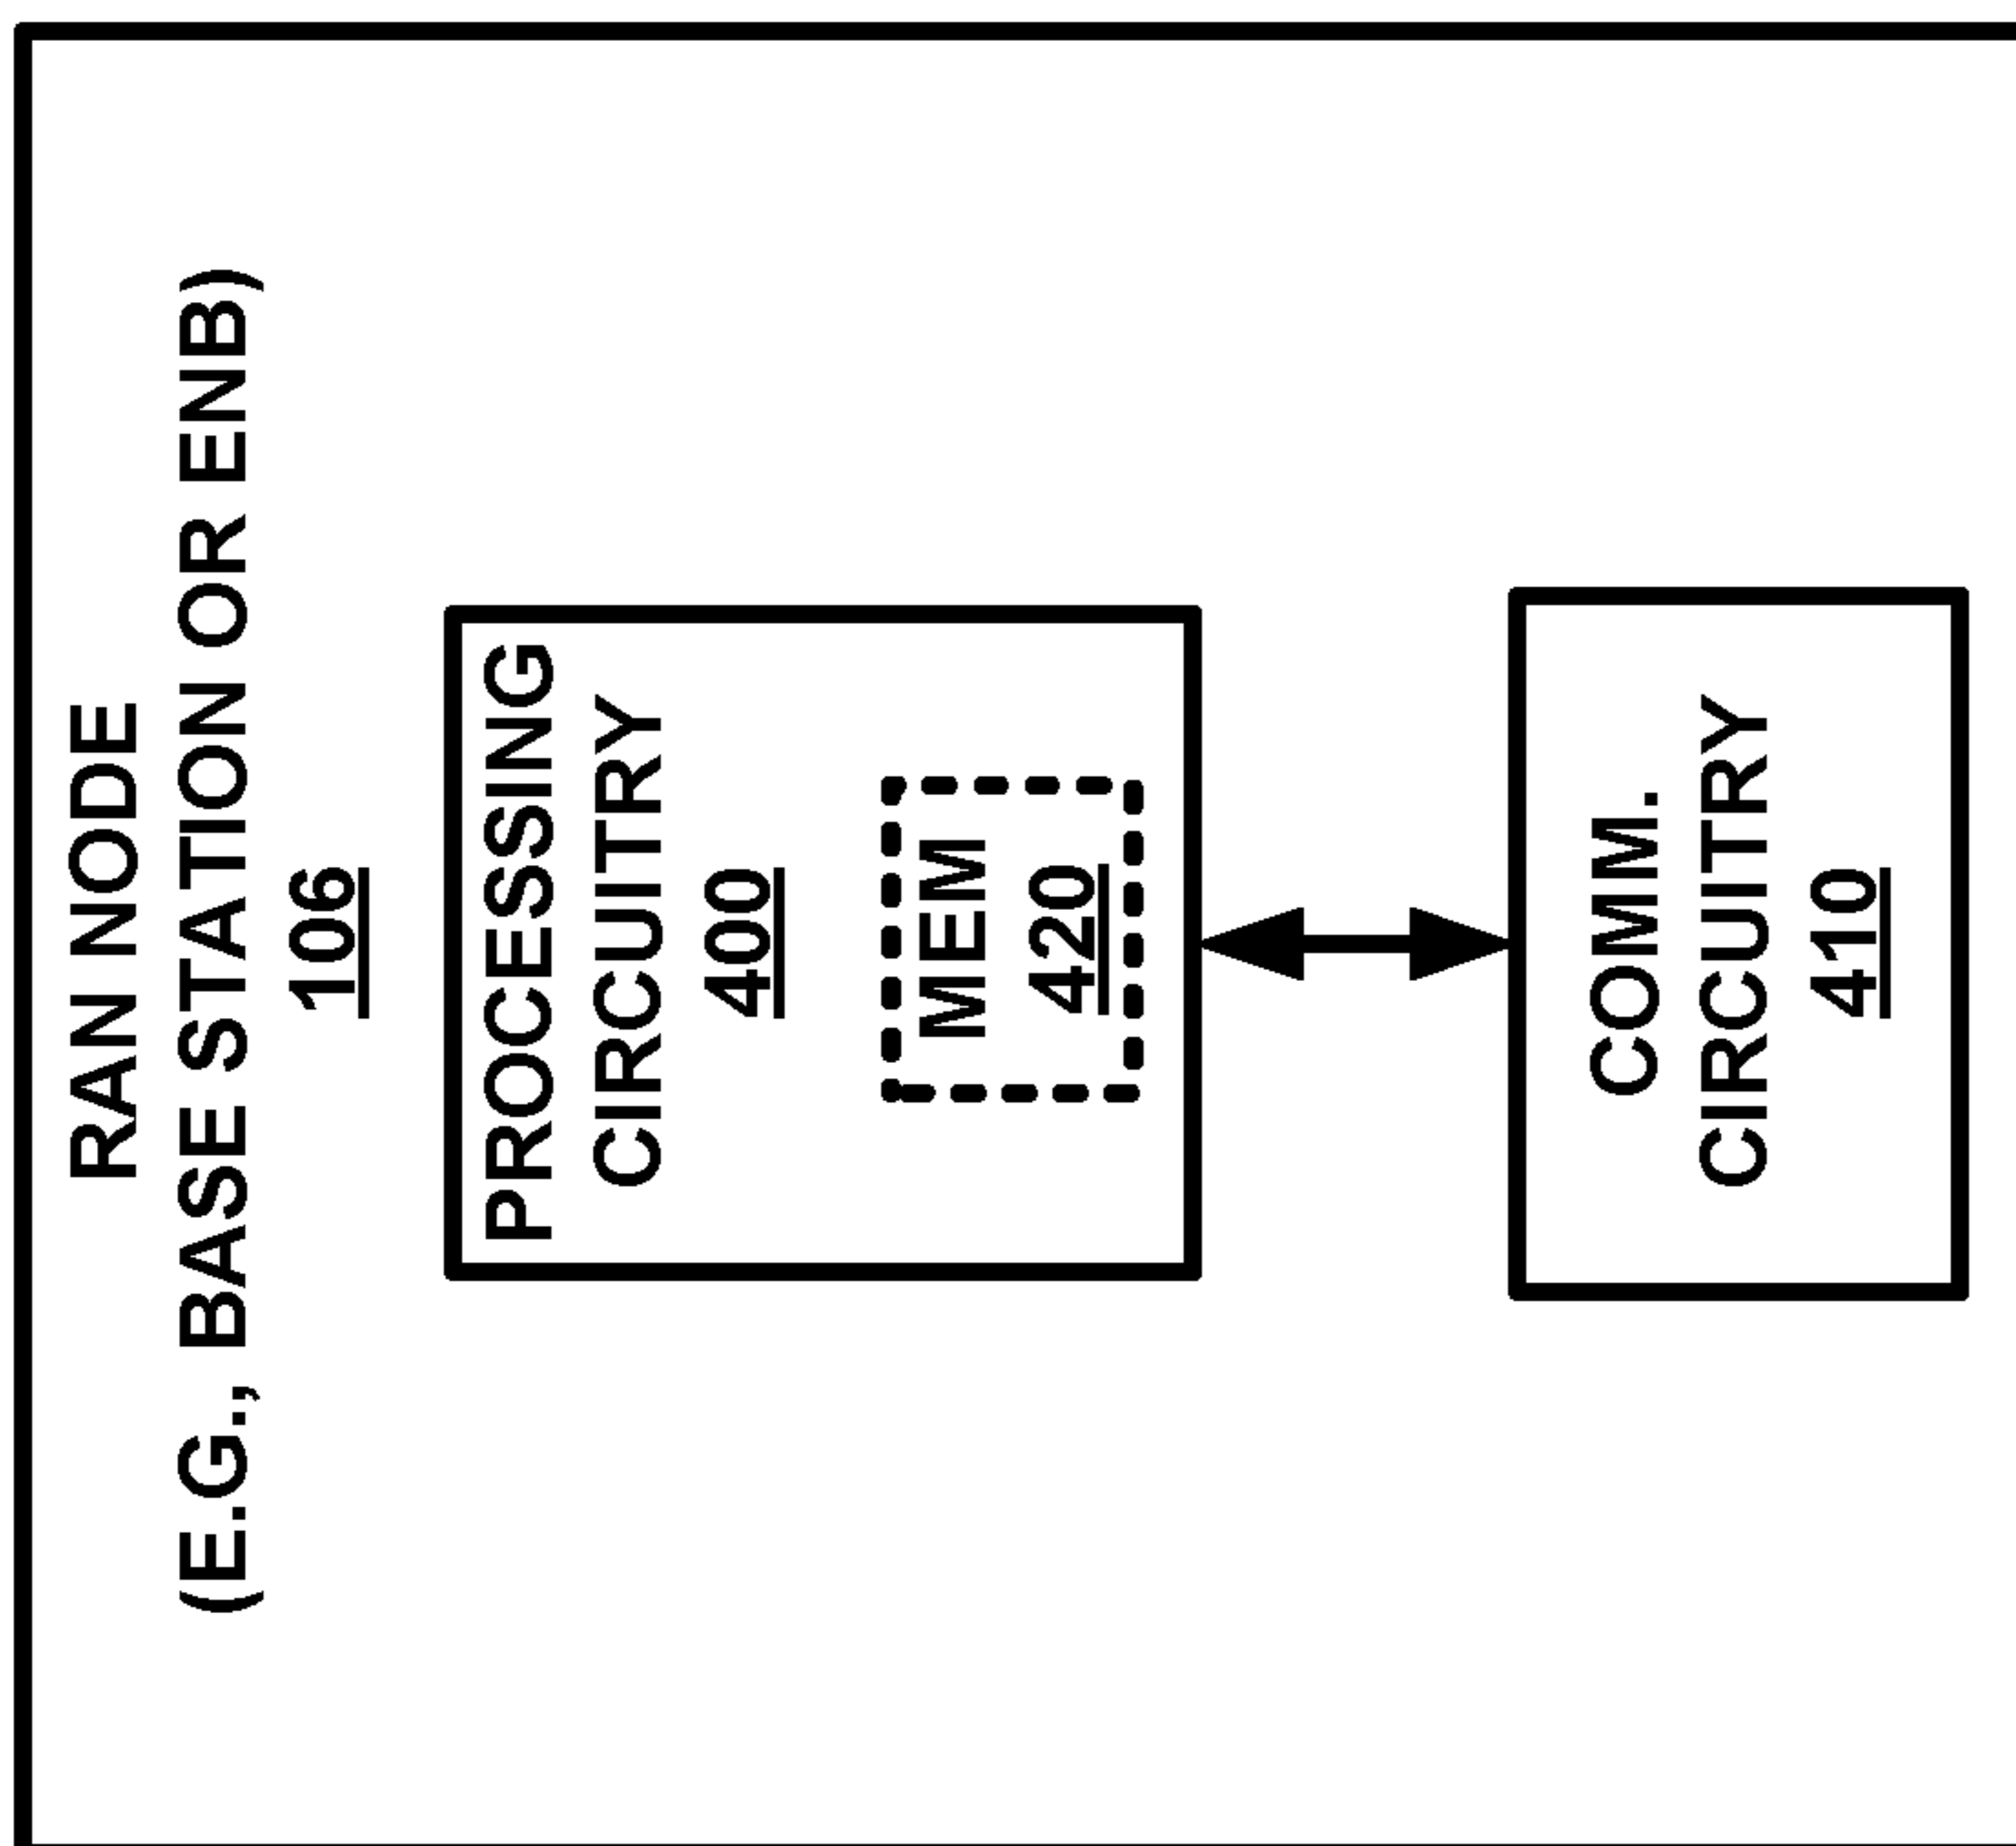 RAN NODE
(E.G., BASE STATION OR ENB)
106
PROCESSING
CIRCUITRY
400
MEM
420
COMM.
CIRCUITRY
410